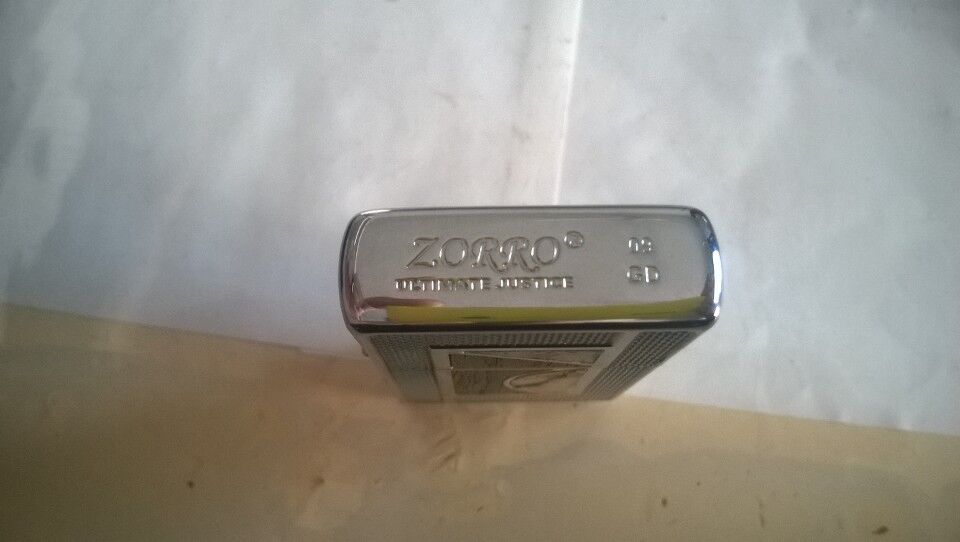 ZORRO® 09
ULTIMATE JUSTICE GD